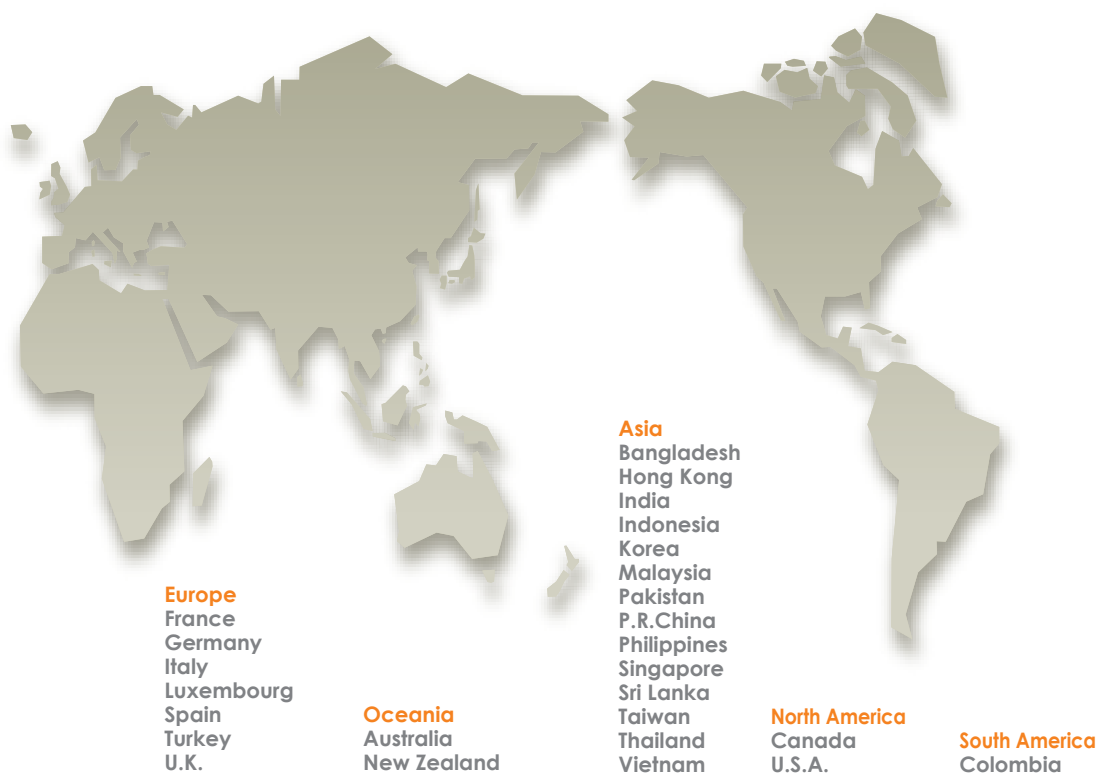 Europe
France
Germany
Italy
Luxembourg
Spain
Turkey
U.K.
Oceania
Australia
New Zealand
Asia
Bangladesh
Hong Kong
India
Indonesia
Korea
Malaysia
Pakistan
P.R.China
Philippines
Singapore
Sri Lanka
Taiwan
Thailand
Vietnam
North America
Canada
U.S.A.
South America
Colombia